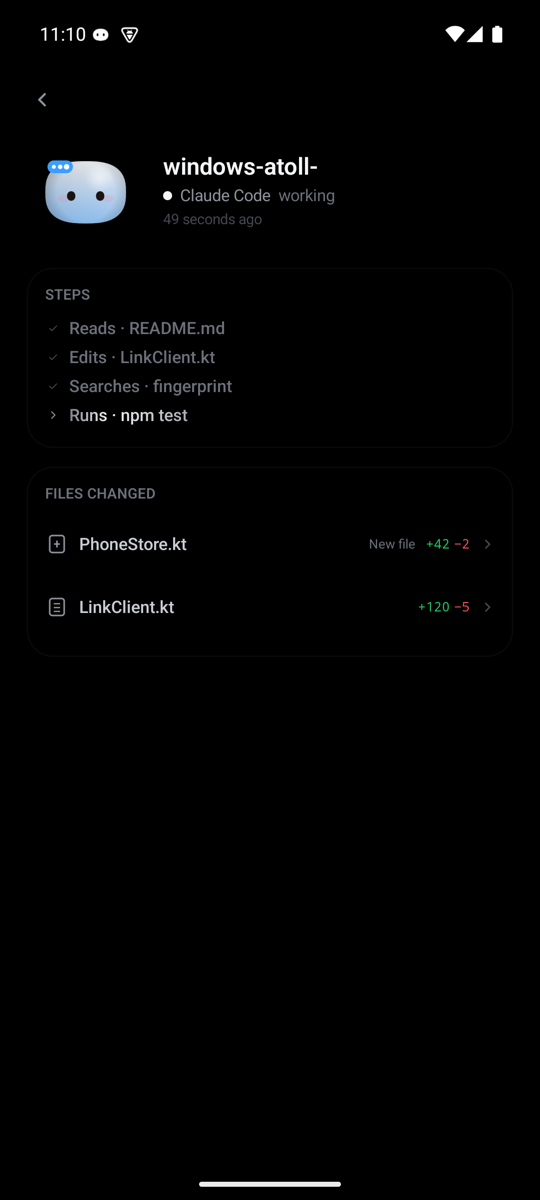 11:10
windows-atoll-
Claude Code working
49 seconds ago
STEPS
Reads · README.md
Edits · LinkClient.kt
Searches · fingerprint
Runs · npm test
FILES CHANGED
PhoneStore.kt New file +42 −2
LinkClient.kt +120 −5